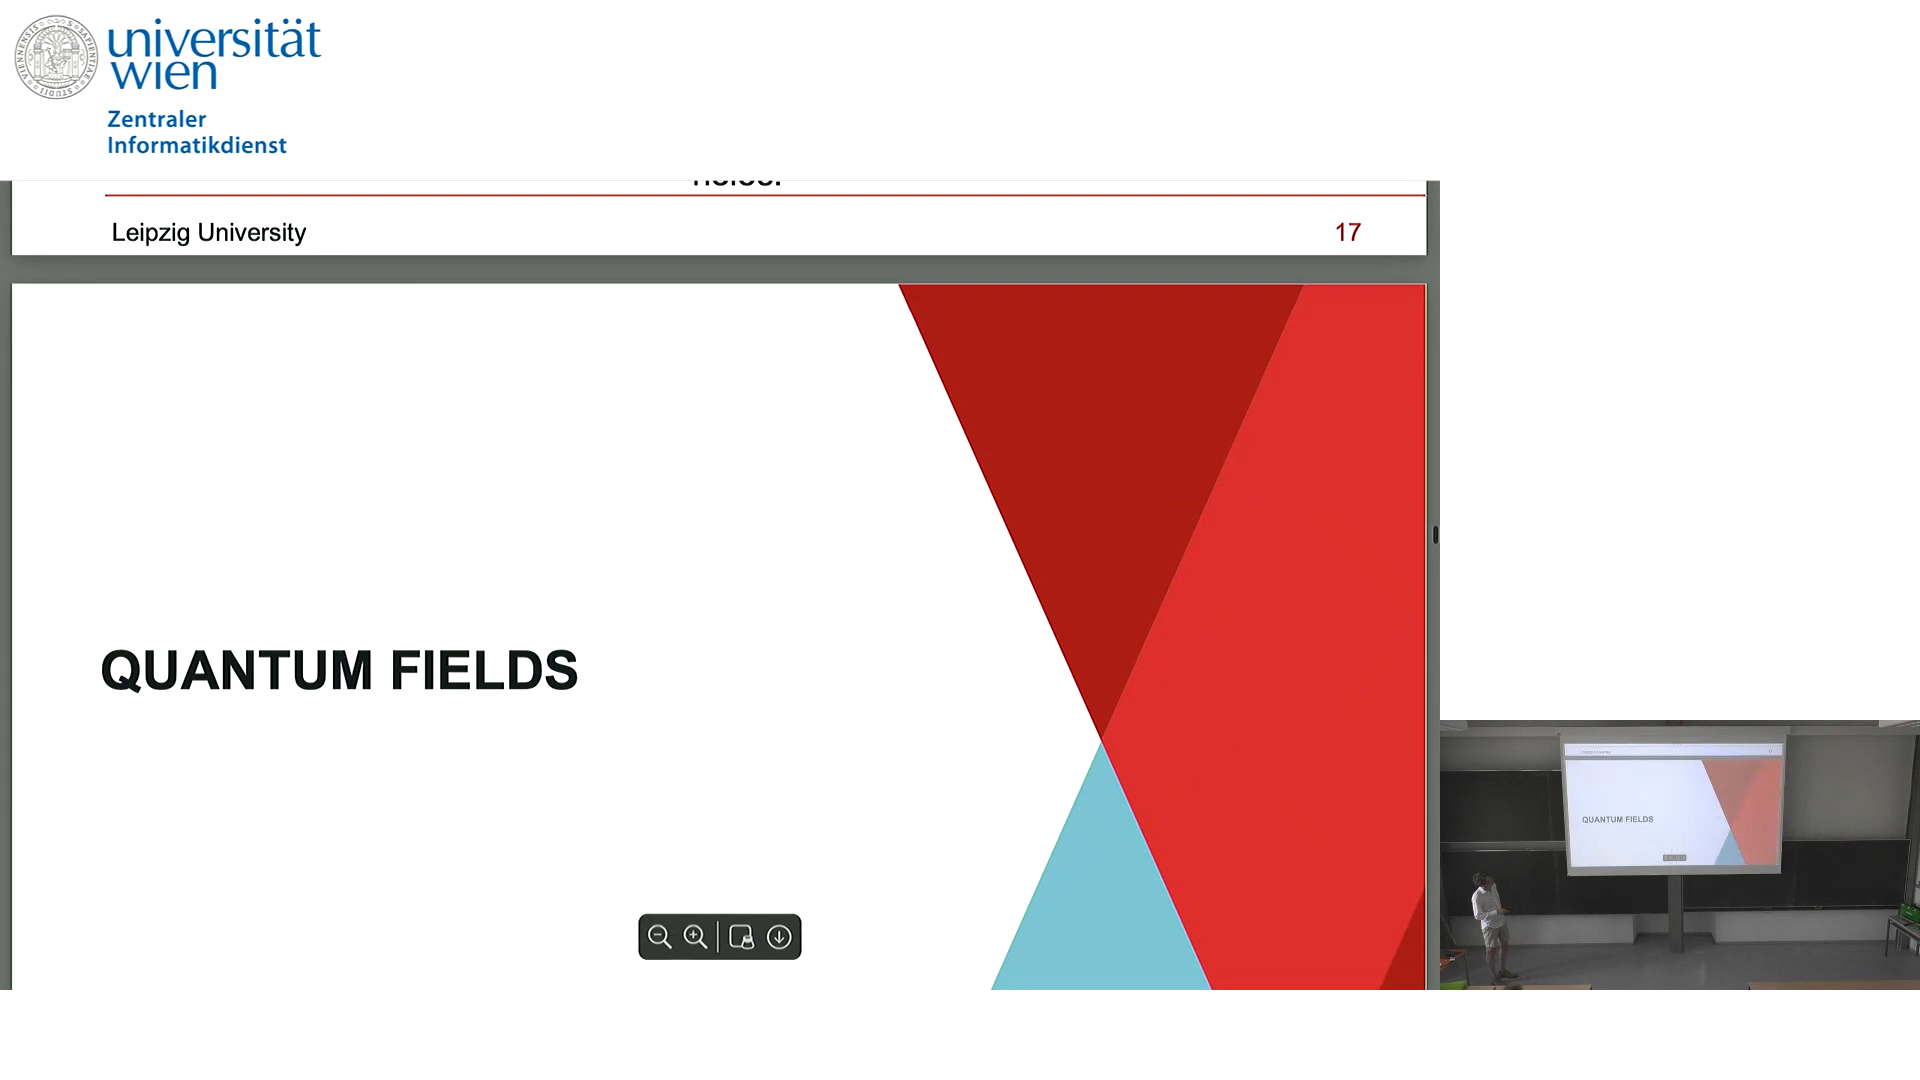 universität
wien
Zentraler
Informatikdienst
Leipzig University
17
QUANTUM FIELDS
QUANTUM FIELDS